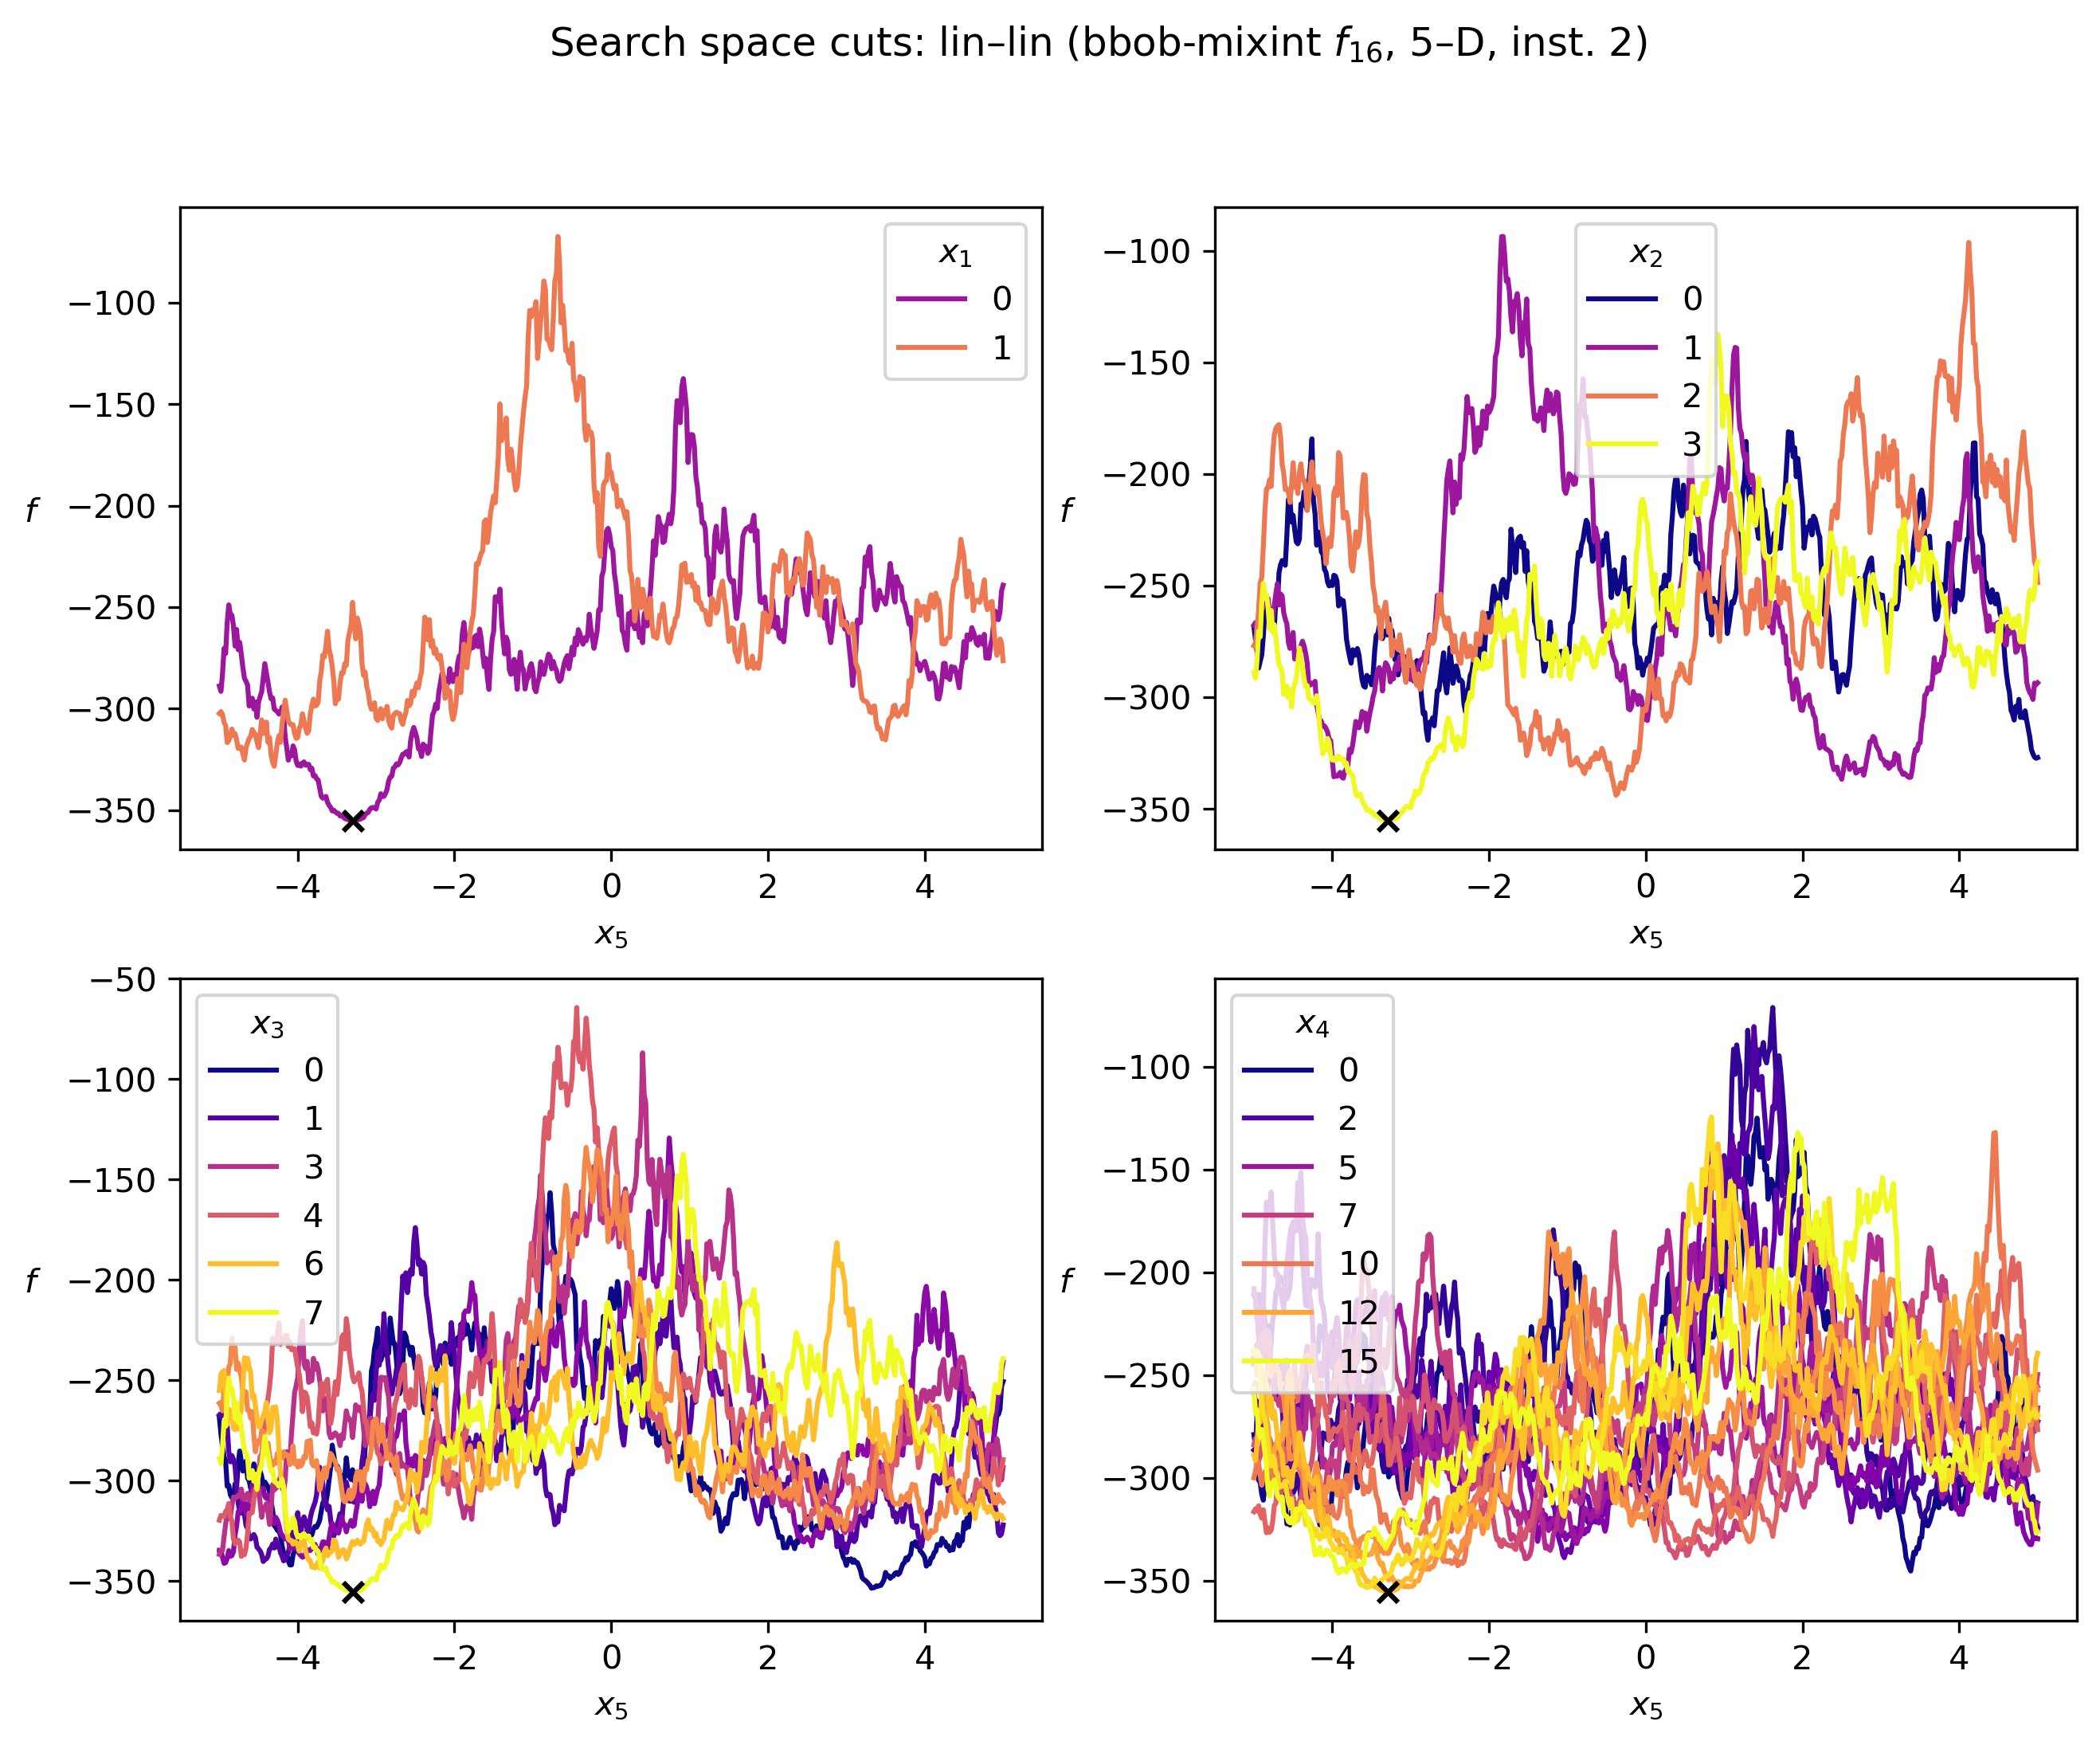 Search space cuts: lin–lin (bbob-mixint f₁₆, 5–D, inst. 2)
x₁
0
1
−100
−150
−200
−250
−300
−350
f
−4 −2 0 2 4
x₅
x₂
0
1
2
3
−100
−150
−200
−250
−300
−350
f
−4 −2 0 2 4
x₅
x₃
0
1
3
4
6
7
−50
−100
−150
−200
−250
−300
−350
f
−4 −2 0 2 4
x₅
x₄
0
2
5
7
10
12
15
−100
−150
−200
−250
−300
−350
f
−4 −2 0 2 4
x₅